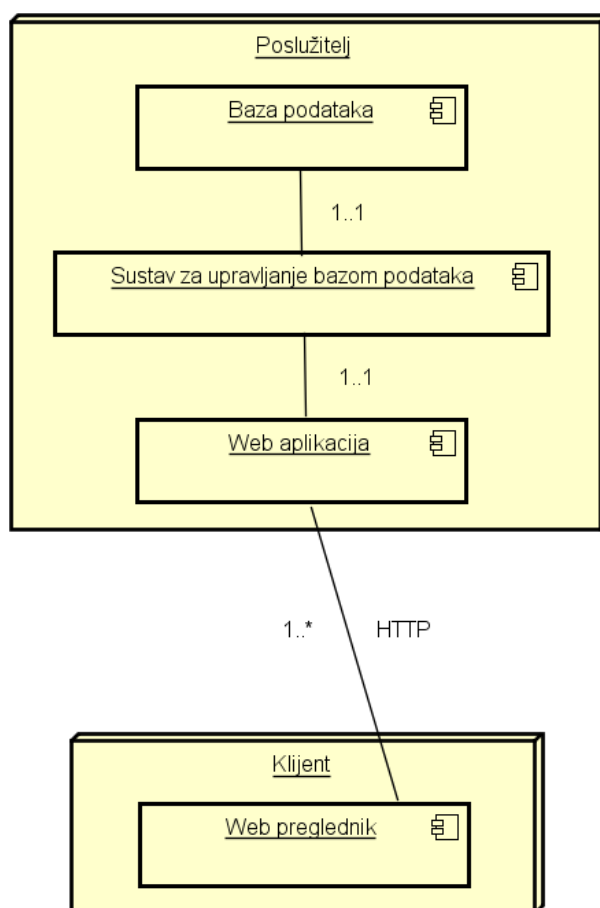 Poslužitelj
Baza podataka
1..1
Sustav za upravljanje bazom podataka
1..1
Web aplikacija
1..* HTTP
Klijent
Web preglednik